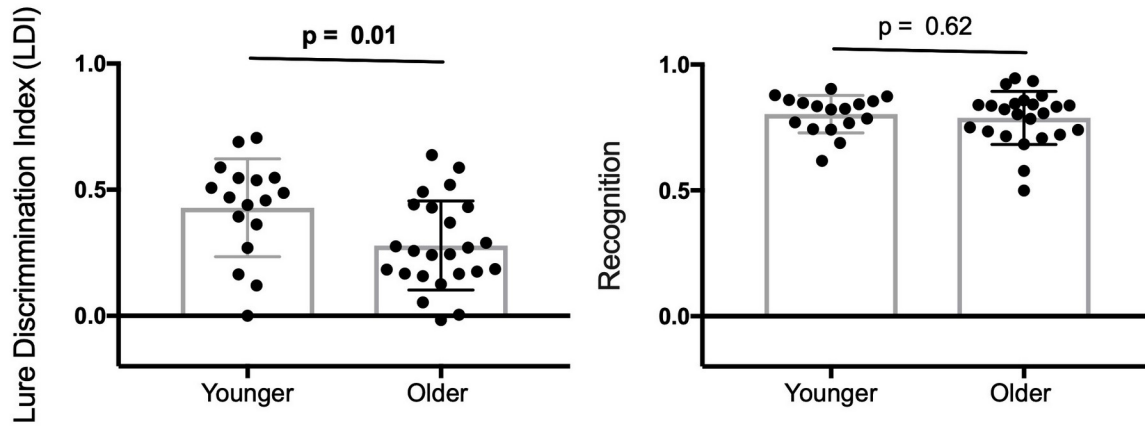 Lure Discrimmination Index (LDI)
p = 0.01
1.0
0.5
0.0
Younger
Older
Recognition
p = 0.62
1.0
0.5
0.0
Younger
Older